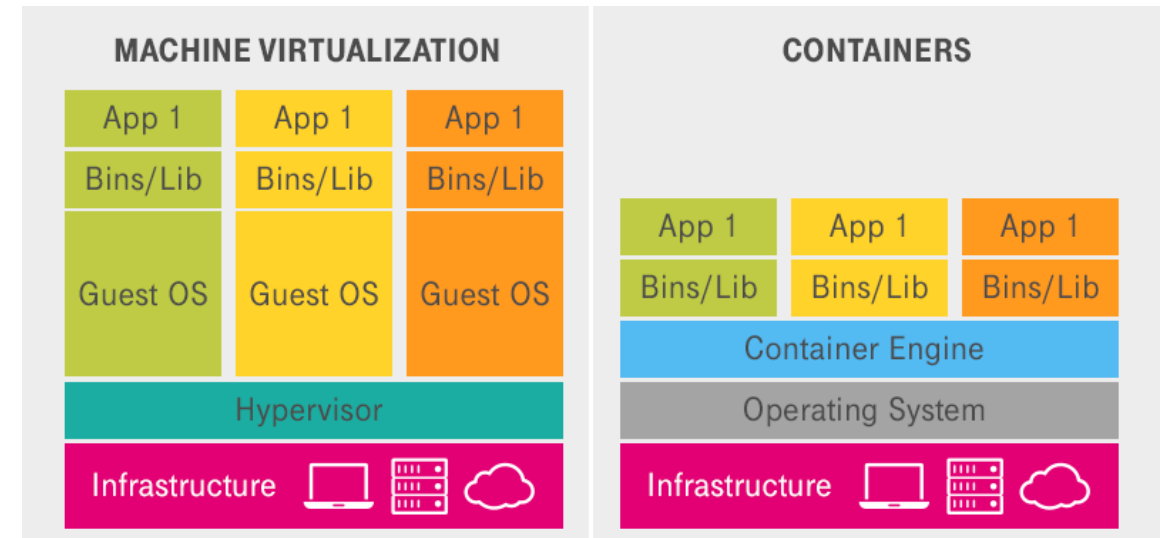 MACHINE VIRTUALIZATION
App 1 App 1 App 1
Bins/Lib Bins/Lib Bins/Lib
Guest OS Guest OS Guest OS
Hypervisor
Infrastructure
CONTAINERS
App 1 App 1 App 1
Bins/Lib Bins/Lib Bins/Lib
Container Engine
Operating System
Infrastructure